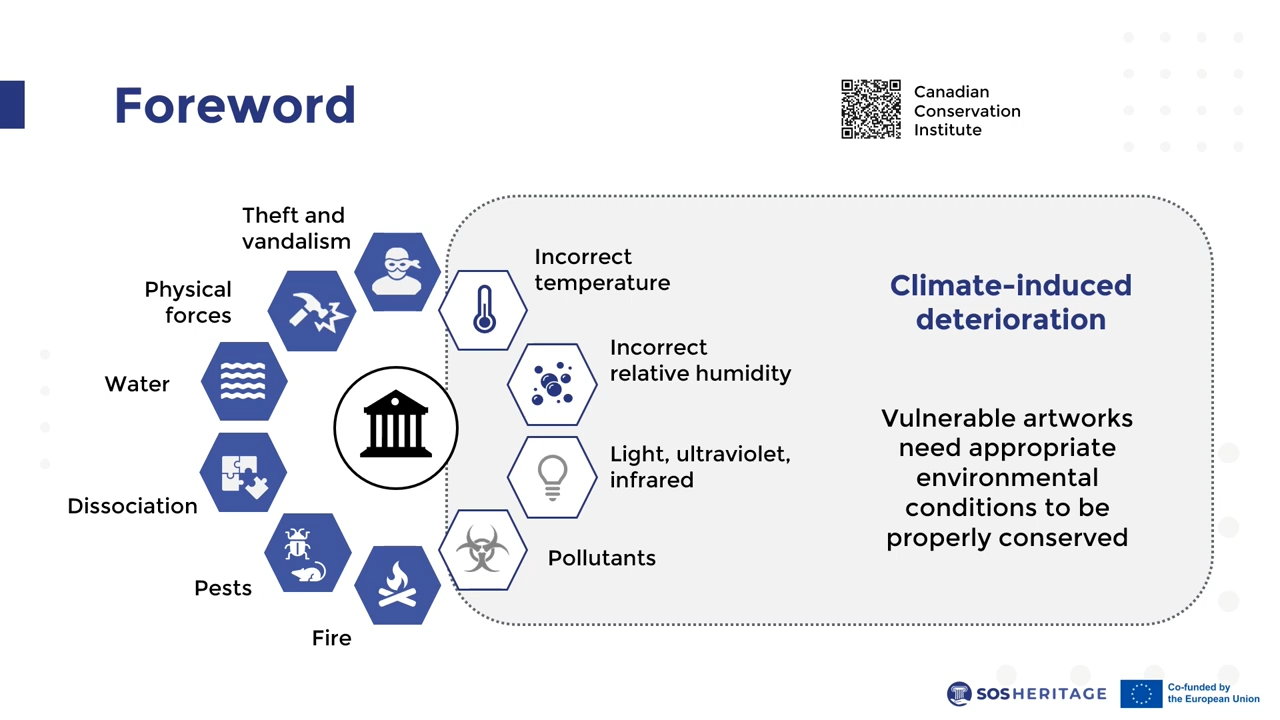 Foreword
Canadian
Conservation
Institute
Theft and
vandalism
Physical
forces
Water
Dissociation
Pests
Fire
Incorrect
temperature
Incorrect
relative humidity
Light, ultraviolet,
infrared
Pollutants
Climate-induced
deterioration
Vulnerable artworks
need appropriate
environmental
conditions to be
properly conserved
SOSHERITAGE
Co-funded by
the European Union